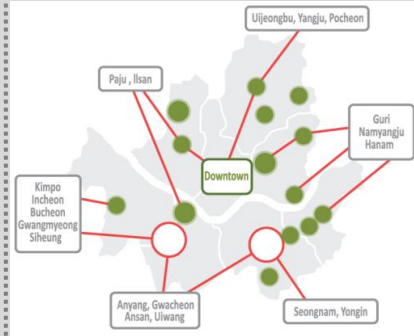 Uijeongbu, Yangju, Pocheon
Paju , Ilsan
Guri
Namyangju
Hanam
Downtown
Kimpo
Incheon
Bucheon
Gwangmyeong
Siheung
Anyang, Gwacheon
Ansan, Uiwang
Seongnam, Yongin